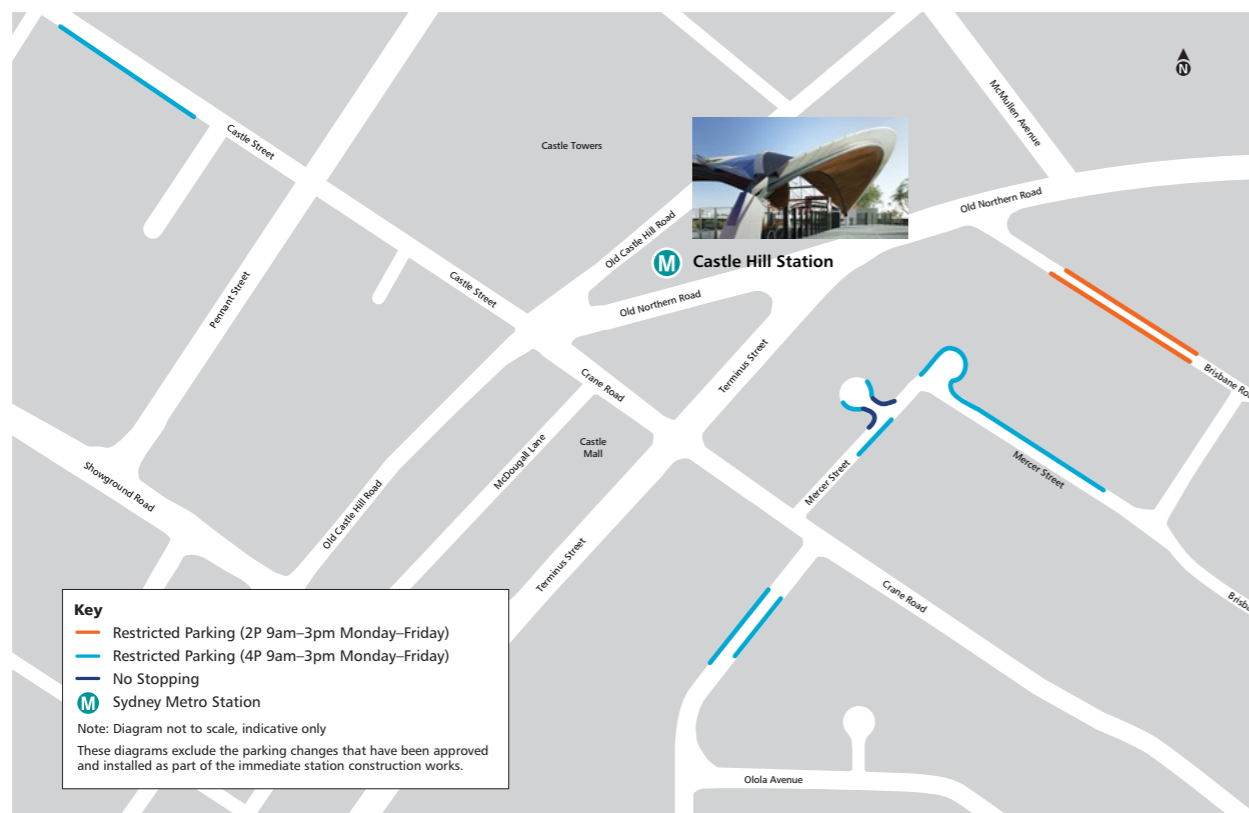 N
McMullen Avenue
Castle Street
Castle Towers
Old Northern Road
Old Castle Hill Road
M Castle Hill Station
Pennant Street
Castle Street
Old Northern Road
Terminus Street
Brisbane Roa
Crane Road
Castle
Mall
McDougall Lane
Mercer Street
Mercer Street
Showground Road
Old Castle Hill Road
Terminus Street
Crane Road
Brisb
Olola Avenue
Key
Restricted Parking (2P 9am–3pm Monday–Friday)
Restricted Parking (4P 9am–3pm Monday–Friday)
No Stopping
M Sydney Metro Station
Note: Diagram not to scale, indicative only
These diagrams exclude the parking changes that have been approved
and installed as part of the immediate station construction works.